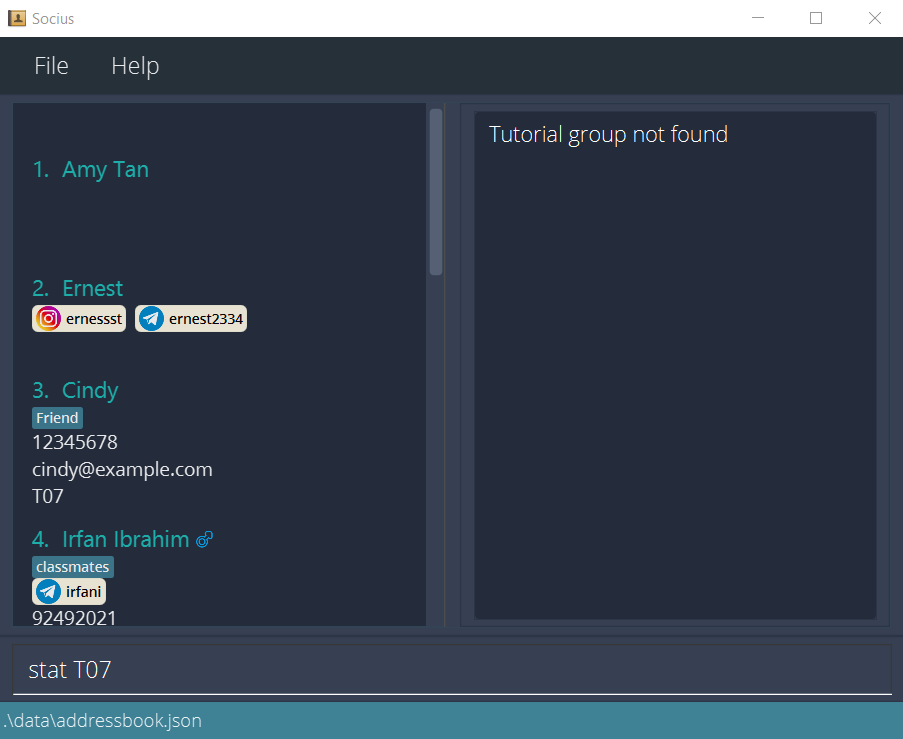 Socius
File Help
1. Amy Tan
2. Ernest
ernessst ernest2334
3. Cindy
Friend
12345678
cindy@example.com
T07
4. Irfan Ibrahim
classmates
irfani
92492021
Tutorial group not found
stat T07
.\data\addressbook.json